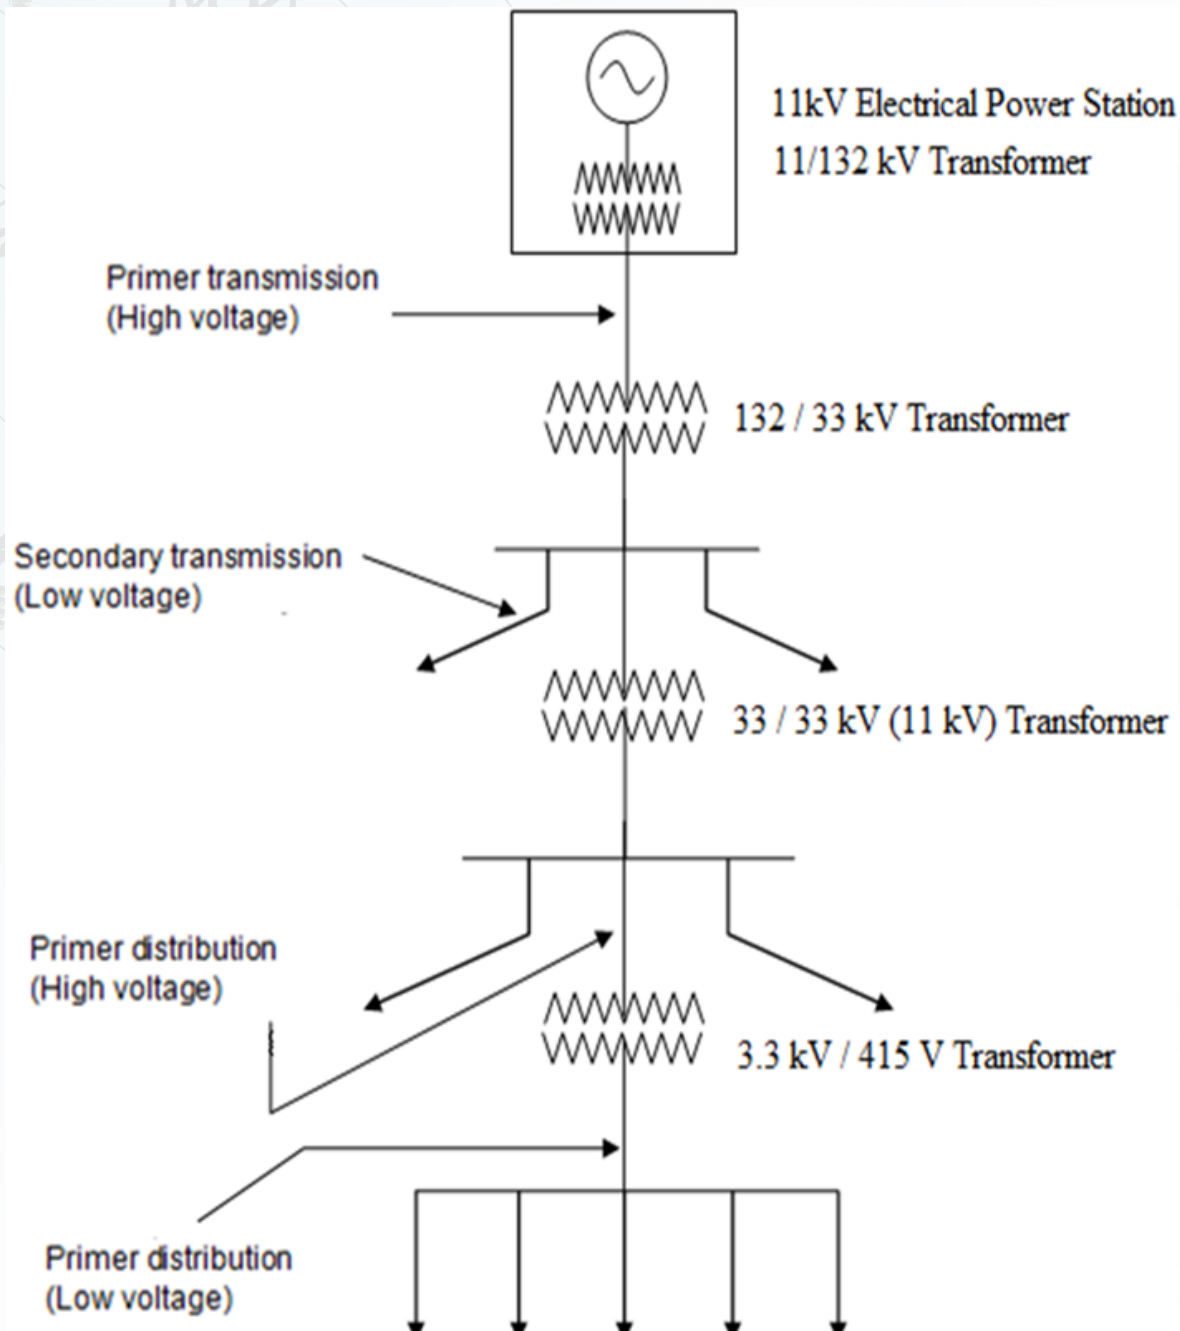 11kV Electrical Power Station
11/132 kV Transformer
Primer transmission
(High voltage)
132 / 33 kV Transformer
Secondary transmission
(Low voltage)
33 / 33 kV (11 kV) Transformer
Primer distribution
(High voltage)
3.3 kV / 415 V Transformer
Primer distribution
(Low voltage)